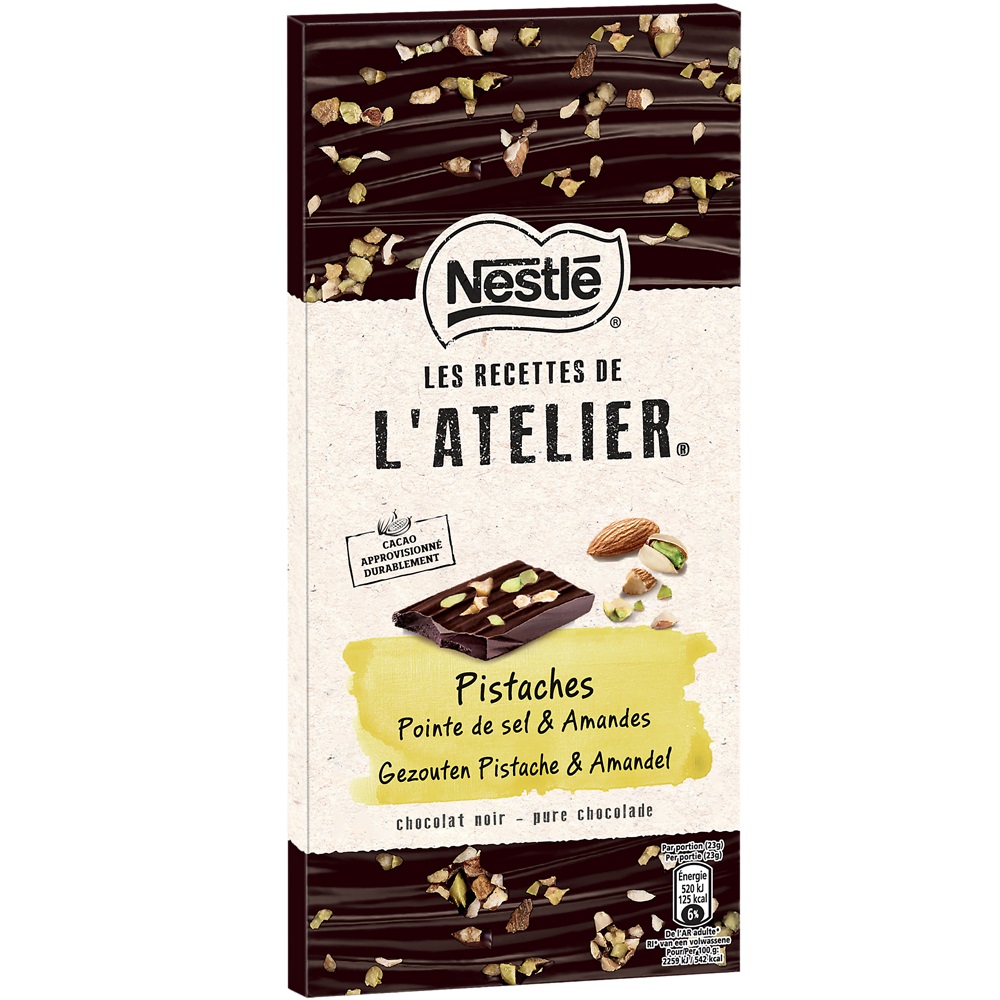 Nestlé
®
LES RECETTES DE
L'ATELIER®
CACAO
APPROVISIONNÉ
DURABLEMENT
Pistaches
Pointe de sel & Amandes
Gezouten Pistache & Amandel
chocolat noir – pure chocolade
Par portion (23g)
Per portie (23g)
Énergie
520 kJ
125 kcal
6%
De l'AR adulte*
RI* van een volwassene
Pour/Per 100 g:
2259 kJ / 542 kcal